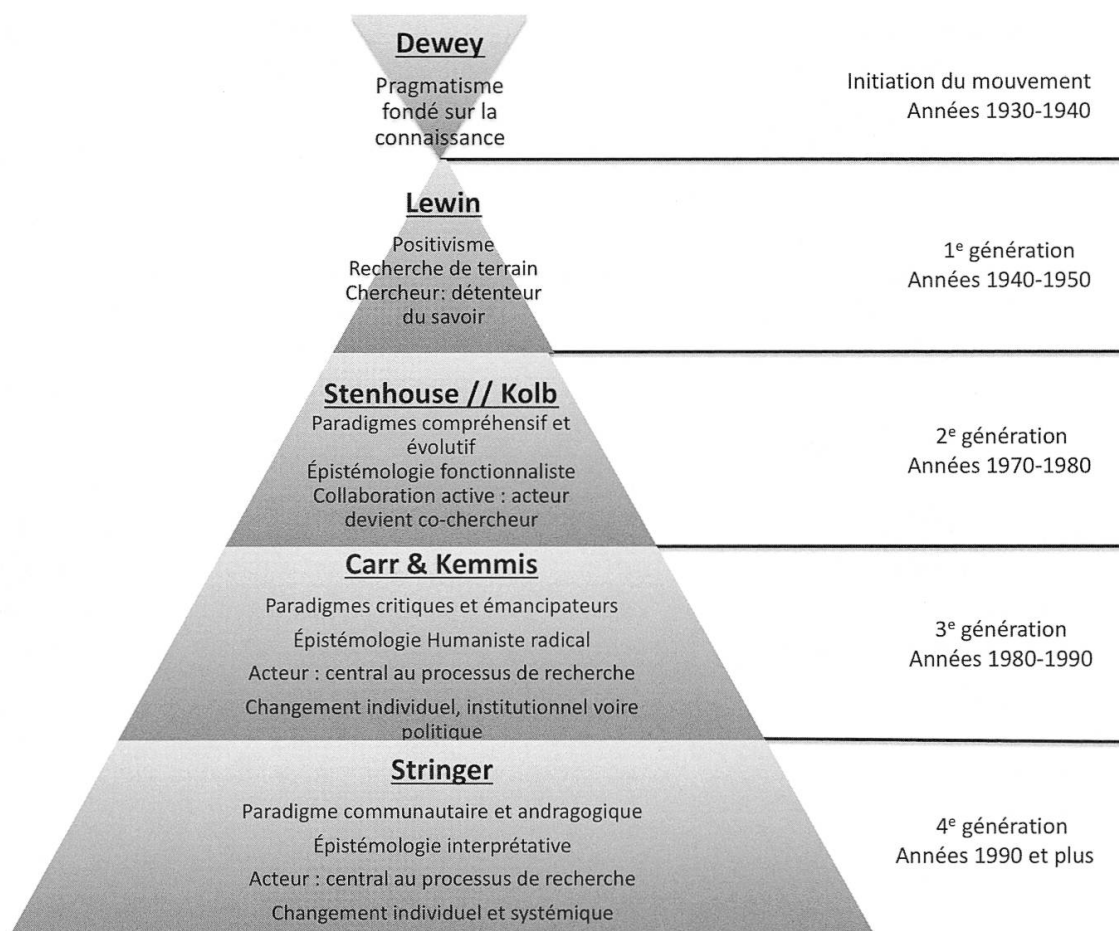 Dewey
Pragmatisme
fondé sur la
connaissance
Initiation du mouvement
Années 1930-1940
Lewin
Positivisme
Recherche de terrain
Chercheur: détenteur
du savoir
1e génération
Années 1940-1950
Stenhouse // Kolb
Paradigmes compréhensif et
évolutif
Épistémologie fonctionnaliste
Collaboration active : acteur
devient co-chercheur
2e génération
Années 1970-1980
Carr & Kemmis
Paradigmes critiques et émancipateurs
Épistémologie Humaniste radical
Acteur : central au processus de recherche
Changement individuel, institutionnel voire
politique
3e génération
Années 1980-1990
Stringer
Paradigme communautaire et andragogique
Épistémologie interprétative
Acteur : central au processus de recherche
Changement individuel et systémique
4e génération
Années 1990 et plus